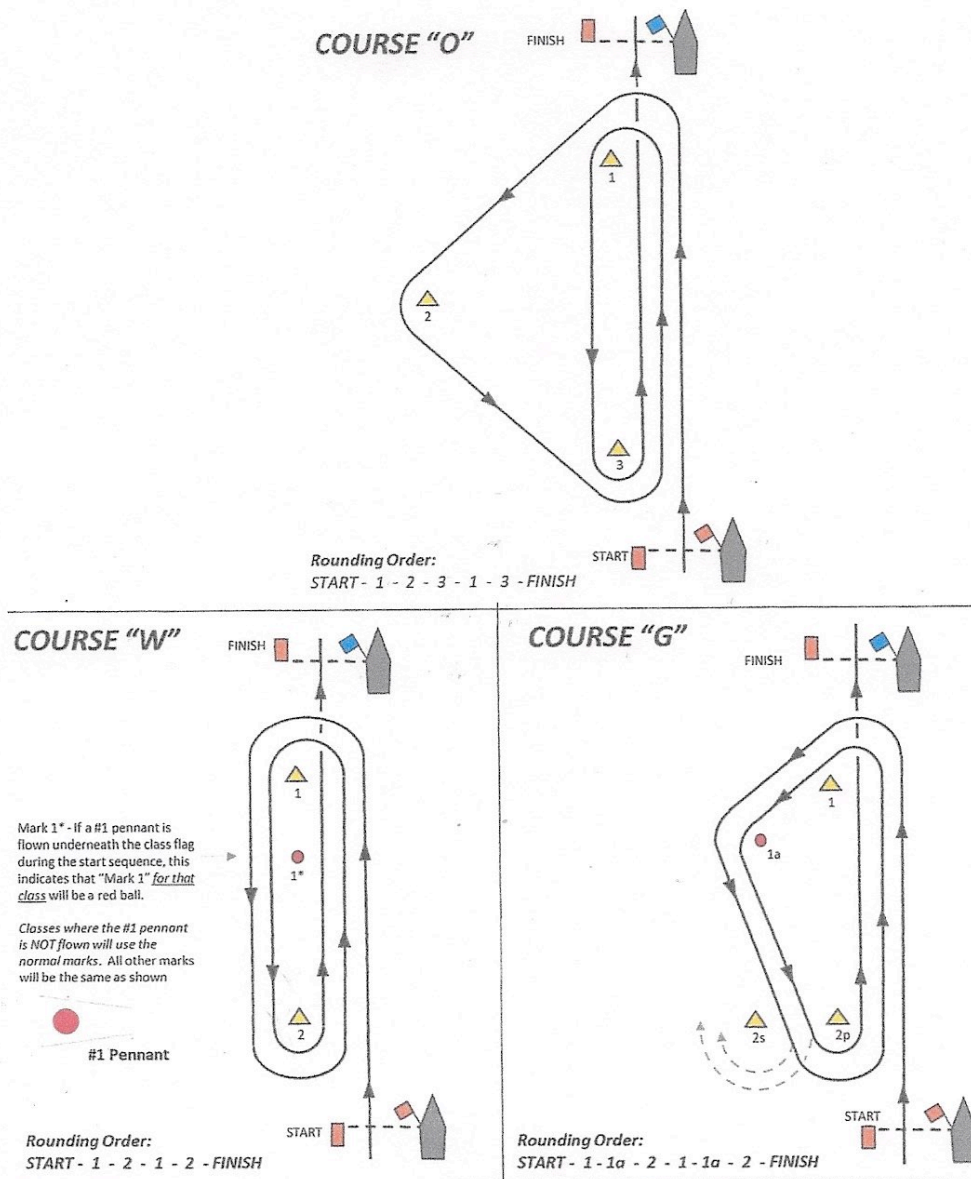 COURSE "O"
FINISH
1
2
3
START
Rounding Order:
START - 1 - 2 - 3 - 1 - 3 - FINISH
COURSE "W"
FINISH
1
Mark 1* - If a #1 pennant is
flown underneath the class flag
during the start sequence, this
indicates that "Mark 1" for that
class will be a red ball.
1*
Classes where the #1 pennant
is NOT flown will use the
normal marks. All other marks
will be the same as shown
2
#1 Pennant
START
Rounding Order:
START - 1 - 2 - 1 - 2 - FINISH
COURSE "G"
FINISH
1
1a
2s
2p
START
Rounding Order:
START - 1 - 1a - 2 - 1 - 1a - 2 - FINISH